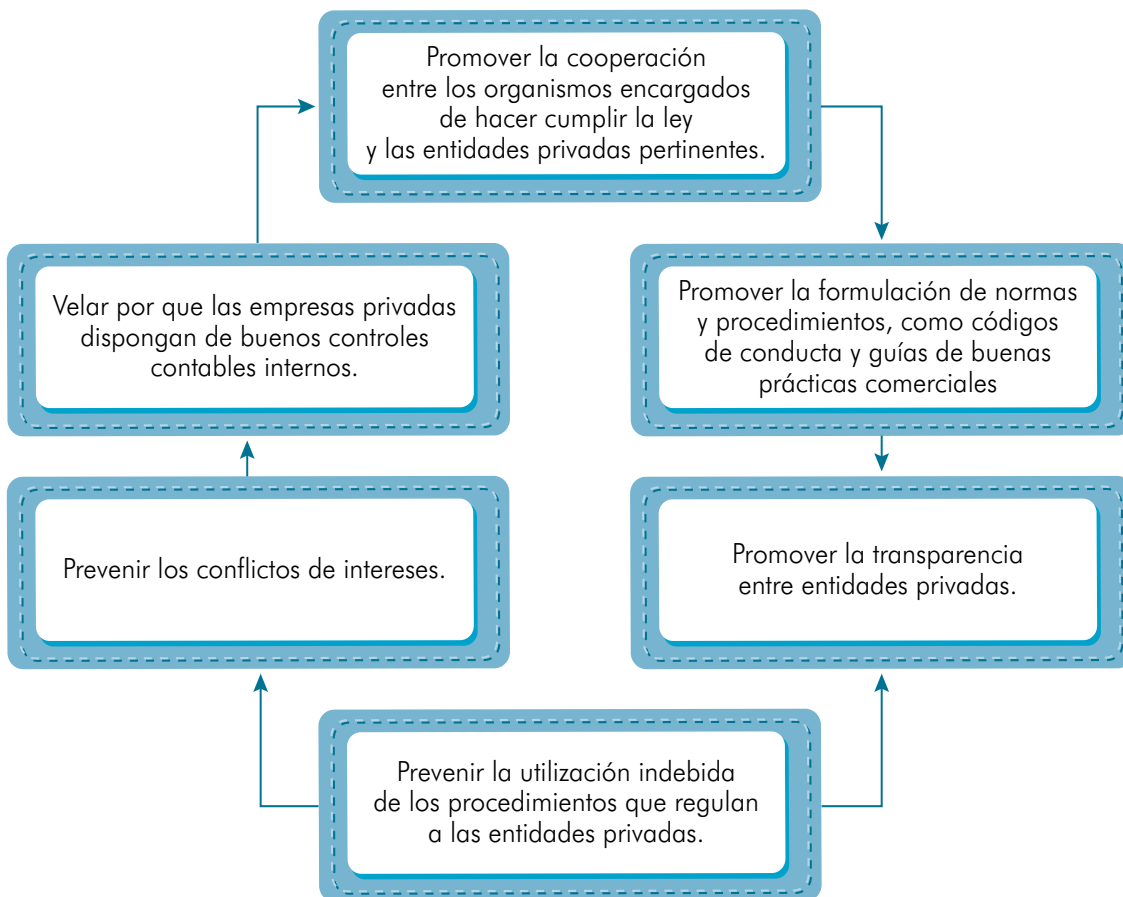 Promover la cooperación
entre los organismos encargados
de hacer cumplir la ley
y las entidades privadas pertinentes.
Velar por que las empresas privadas
dispongan de buenos controles
contables internos.
Promover la formulación de normas
y procedimientos, como códigos
de conducta y guías de buenas
prácticas comerciales
Prevenir los conflictos de intereses.
Promover la transparencia
entre entidades privadas.
Prevenir la utilización indebida
de los procedimientos que regulan
a las entidades privadas.